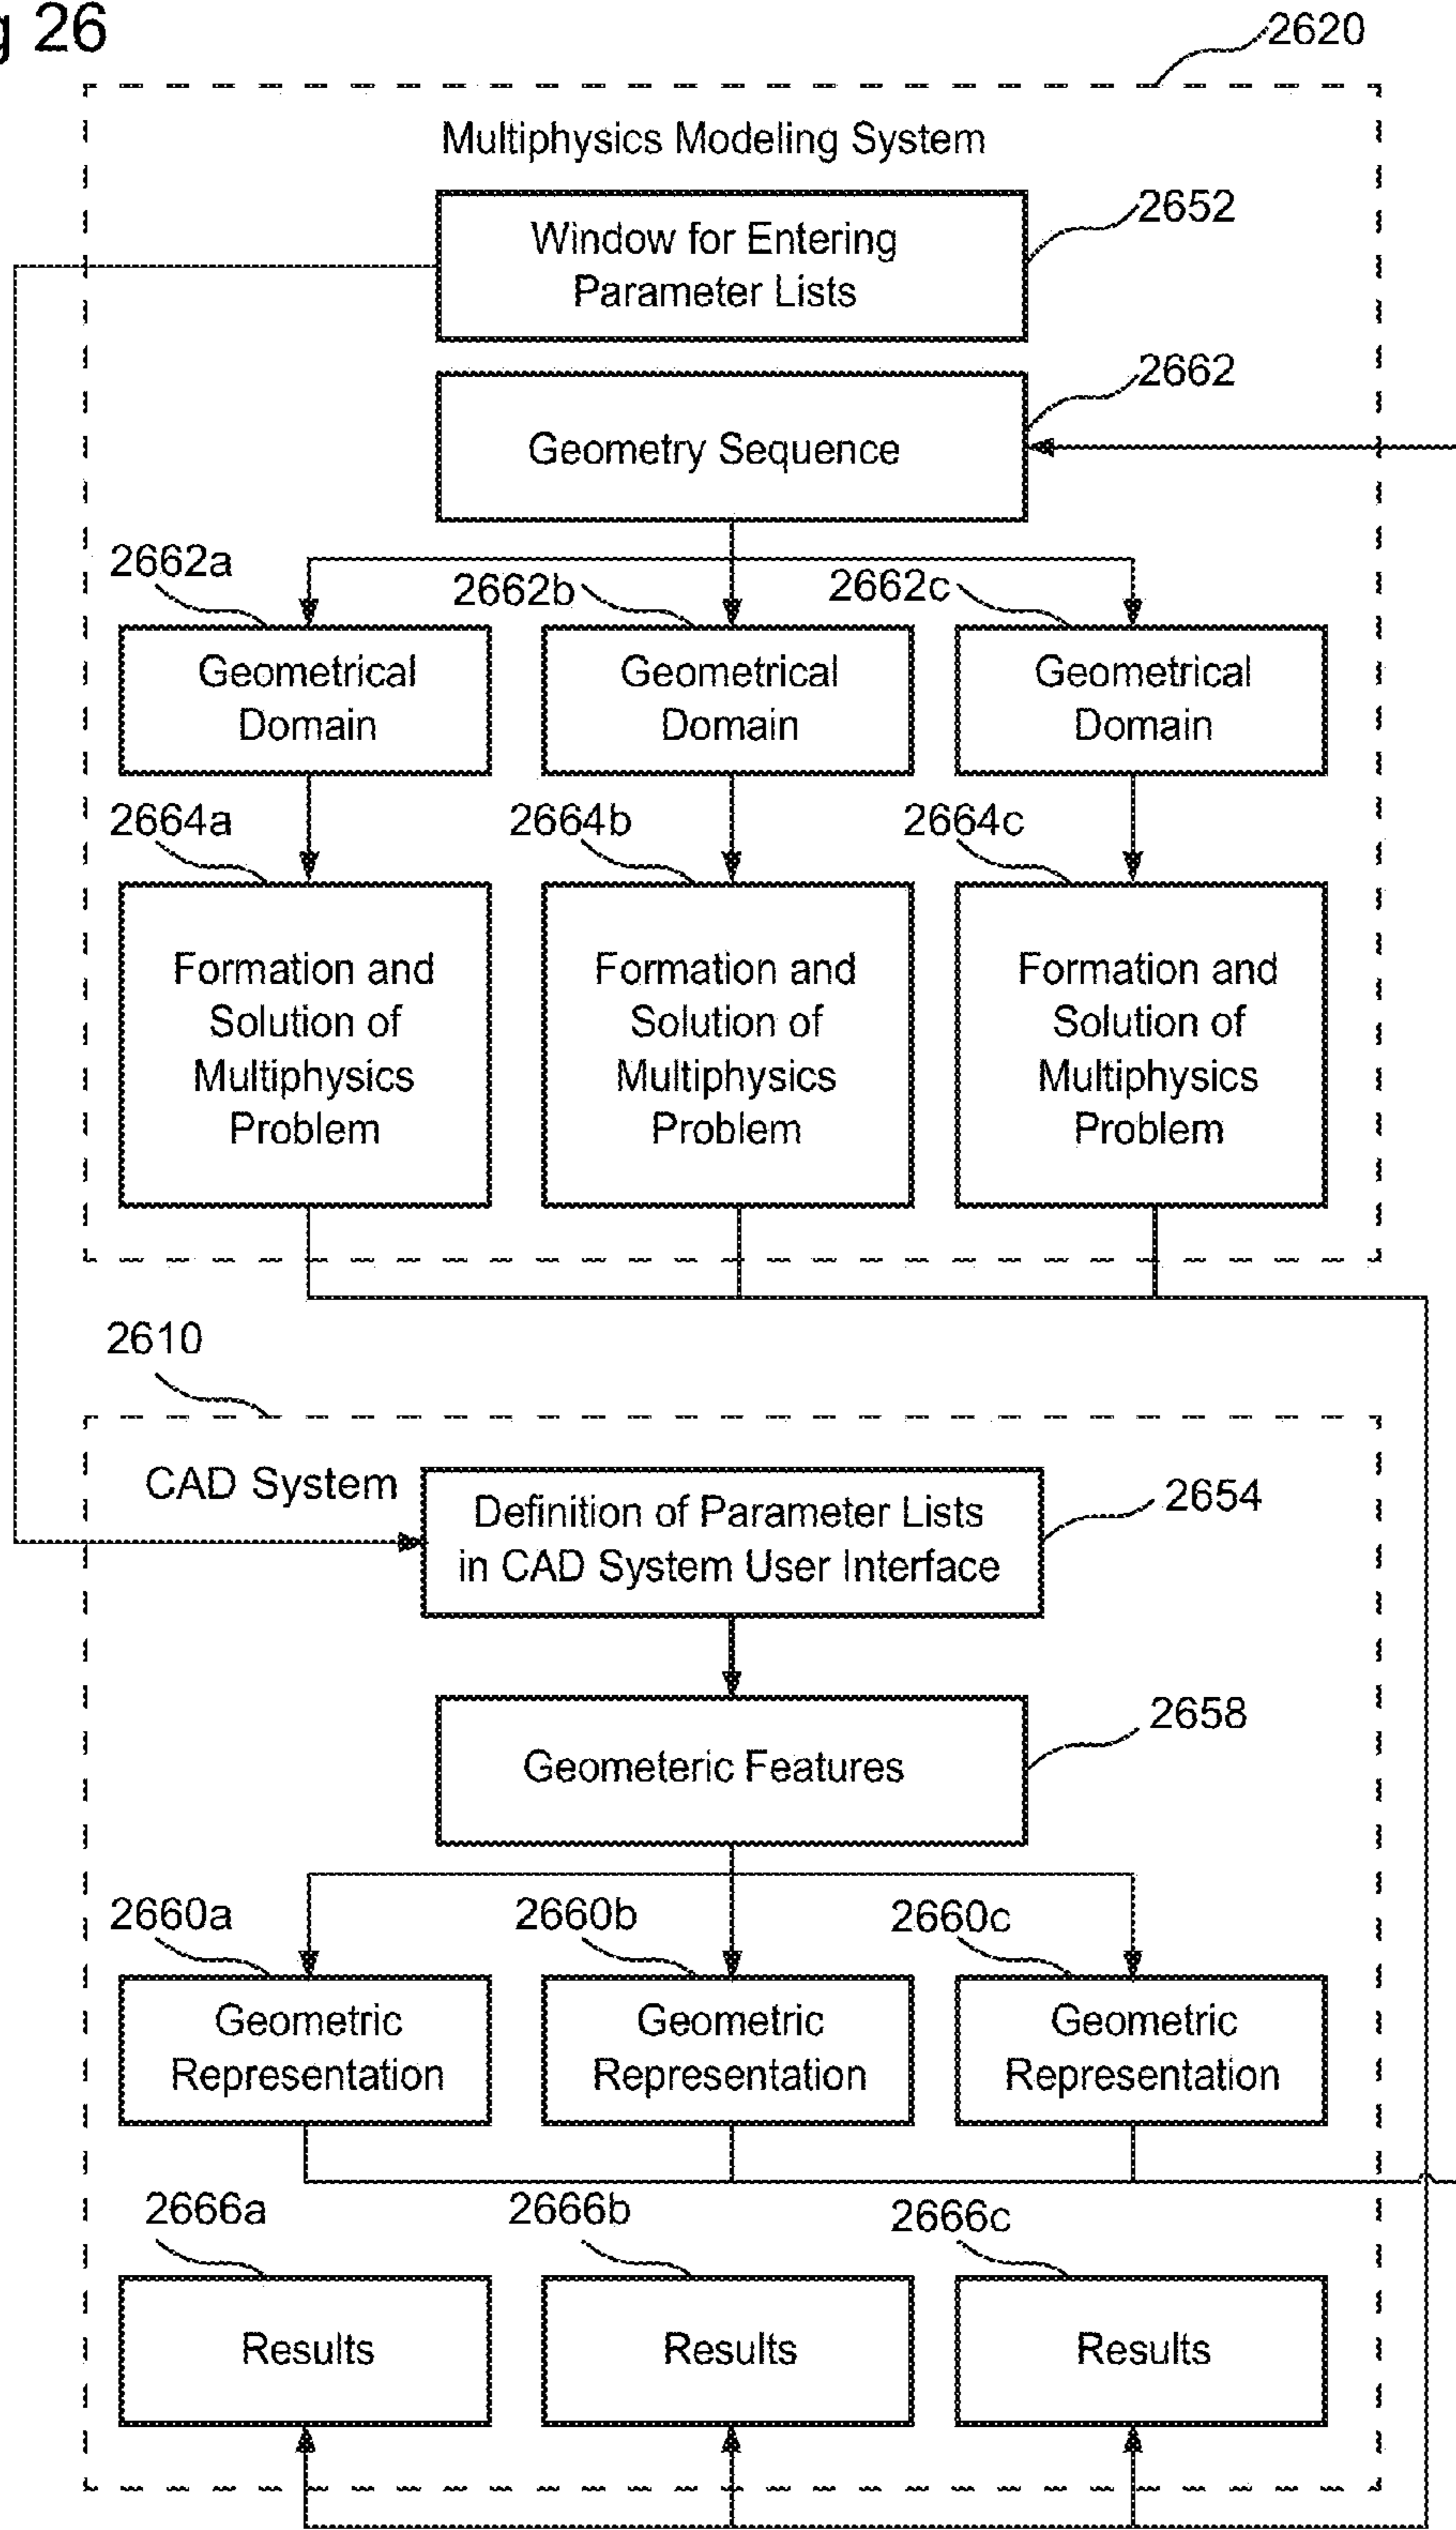 g 26
2620
Multiphysics Modeling System
2652
Window for Entering
Parameter Lists
2662
Geometry Sequence
2662a
2662b
2662c
Geometrical
Domain
Geometrical
Domain
Geometrical
Domain
2664a
2664b
2664c
Formation and
Solution of
Multiphysics
Problem
Formation and
Solution of
Multiphysics
Problem
Formation and
Solution of
Multiphysics
Problem
2610
CAD System
2654
Definition of Parameter Lists
in CAD System User Interface
2658
Geometeric Features
2660a
2660b
2660c
Geometric
Representation
Geometric
Representation
Geometric
Representation
2666a
2666b
2666c
Results
Results
Results